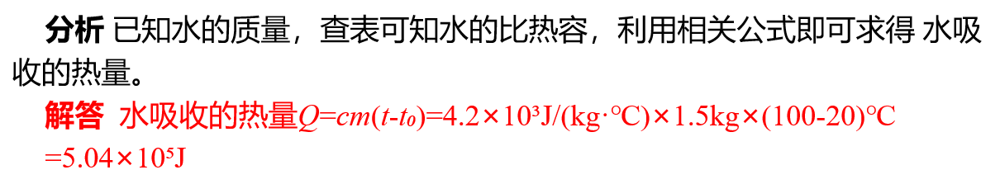 分析 已知水的质量，查表可知水的比热容，利用相关公式即可求得 水吸
收的热量。
解答 水吸收的热量Q=cm(t-t₀)=4.2×10³J/(kg·℃)×1.5kg×(100-20)℃
=5.04×10⁵J